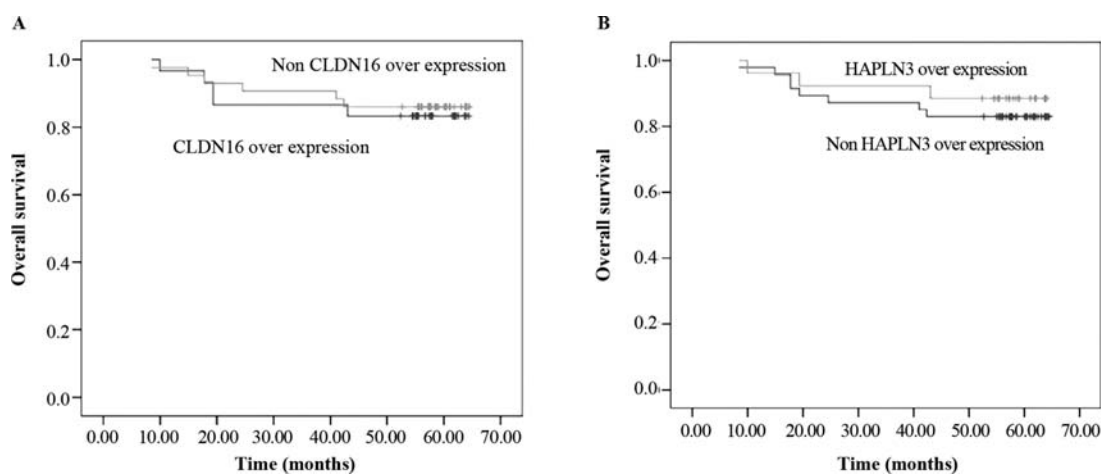 A
Overall survival
1.0
0.8
0.6
0.4
0.2
0.0
Non CLDN16 over expression
CLDN16 over expression
0.00 10.00 20.00 30.00 40.00 50.00 60.00 70.00
Time (months)
B
Overall survival
1.0
0.8
0.6
0.4
0.2
0.0
HAPLN3 over expression
Non HAPLN3 over expression
0.00 10.00 20.00 30.00 40.00 50.00 60.00 70.00
Time (months)